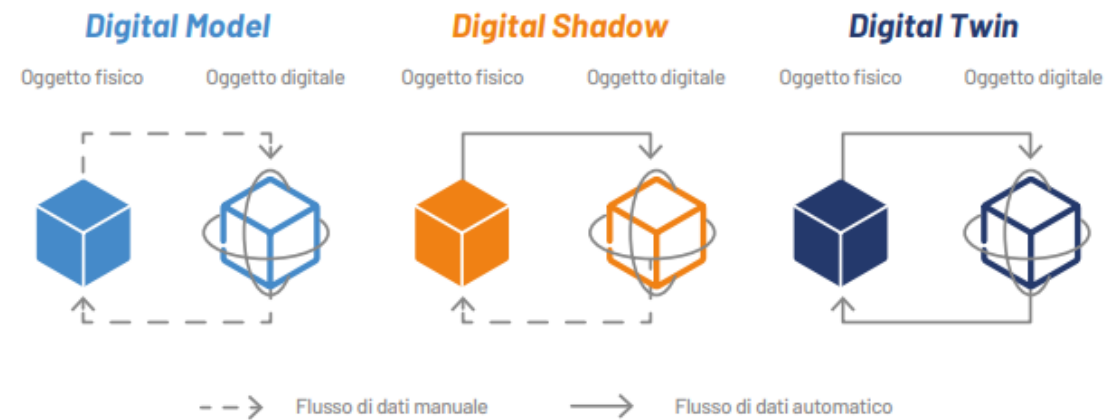 Digital Model Digital Shadow Digital Twin
Oggetto fisico Oggetto digitale Oggetto fisico Oggetto digitale Oggetto fisico Oggetto digitale
Flusso di dati manuale Flusso di dati automatico